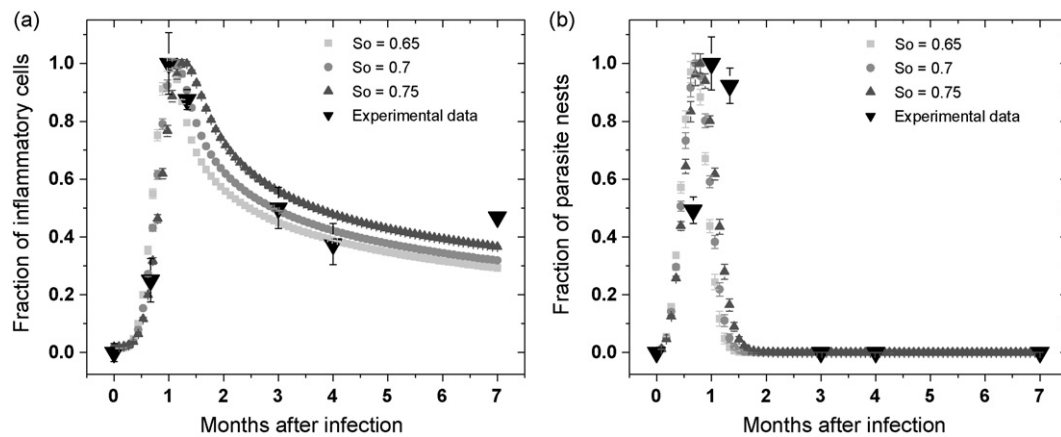 (a)
Fraction of inflammatory cells
1.0
0.8
0.6
0.4
0.2
0.0
So = 0.65
So = 0.7
So = 0.75
Experimental data
0 1 2 3 4 5 6 7
Months after infection
(b)
Fraction of parasite nests
1.0
0.8
0.6
0.4
0.2
0.0
So = 0.65
So = 0.7
So = 0.75
Experimental data
0 1 2 3 4 5 6 7
Months after infection